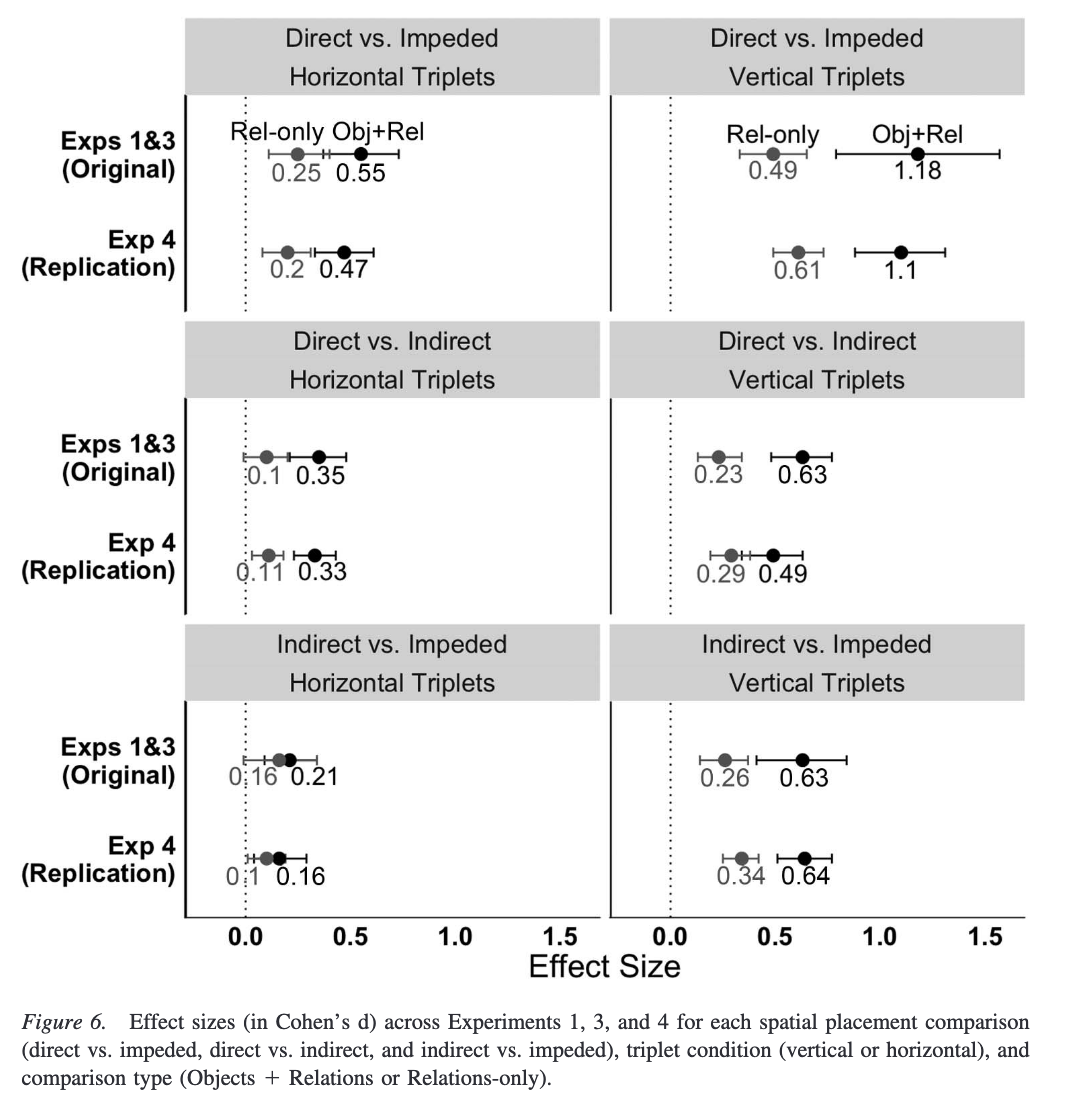 Direct vs. Impeded
Horizontal Triplets
Direct vs. Impeded
Vertical Triplets
Exps 1&3
(Original)
Rel-only Obj+Rel
0.25 0.55
Rel-only Obj+Rel
0.49 1.18
Exp 4
(Replication)
0.2 0.47
0.61 1.1
Direct vs. Indirect
Horizontal Triplets
Direct vs. Indirect
Vertical Triplets
Exps 1&3
(Original)
0.1 0.35
0.23 0.63
Exp 4
(Replication)
0.11 0.33
0.29 0.49
Indirect vs. Impeded
Horizontal Triplets
Indirect vs. Impeded
Vertical Triplets
Exps 1&3
(Original)
0.16 0.21
0.26 0.63
Exp 4
(Replication)
0.1 0.16
0.34 0.64
0.0 0.5 1.0 1.5
0.0 0.5 1.0 1.5
Effect Size
Figure 6. Effect sizes (in Cohen's d) across Experiments 1, 3, and 4 for each spatial placement comparison
(direct vs. impeded, direct vs. indirect, and indirect vs. impeded), triplet condition (vertical or horizontal), and
comparison type (Objects + Relations or Relations-only).